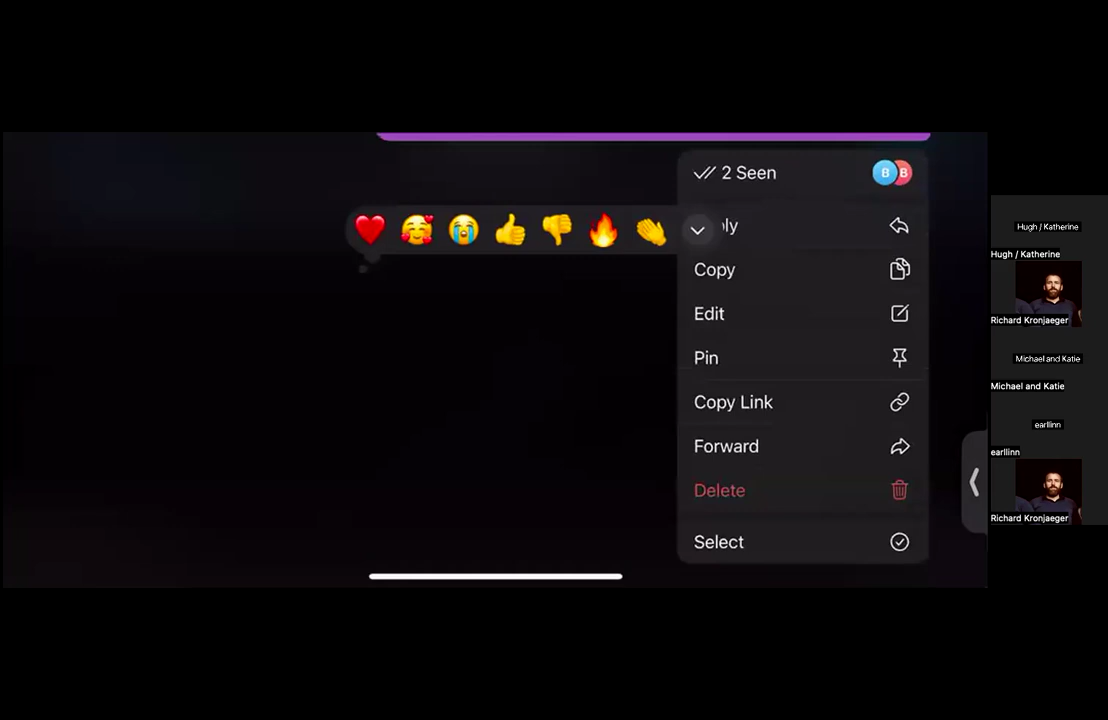 2 Seen
B
B
ly
Copy
Edit
Pin
Copy Link
Forward
Delete
Select
Hugh / Katherine
Hugh / Katherine
Richard Kronjaeger
Michael and Katie
Michael and Katie
earllinn
earllinn
Richard Kronjaeger